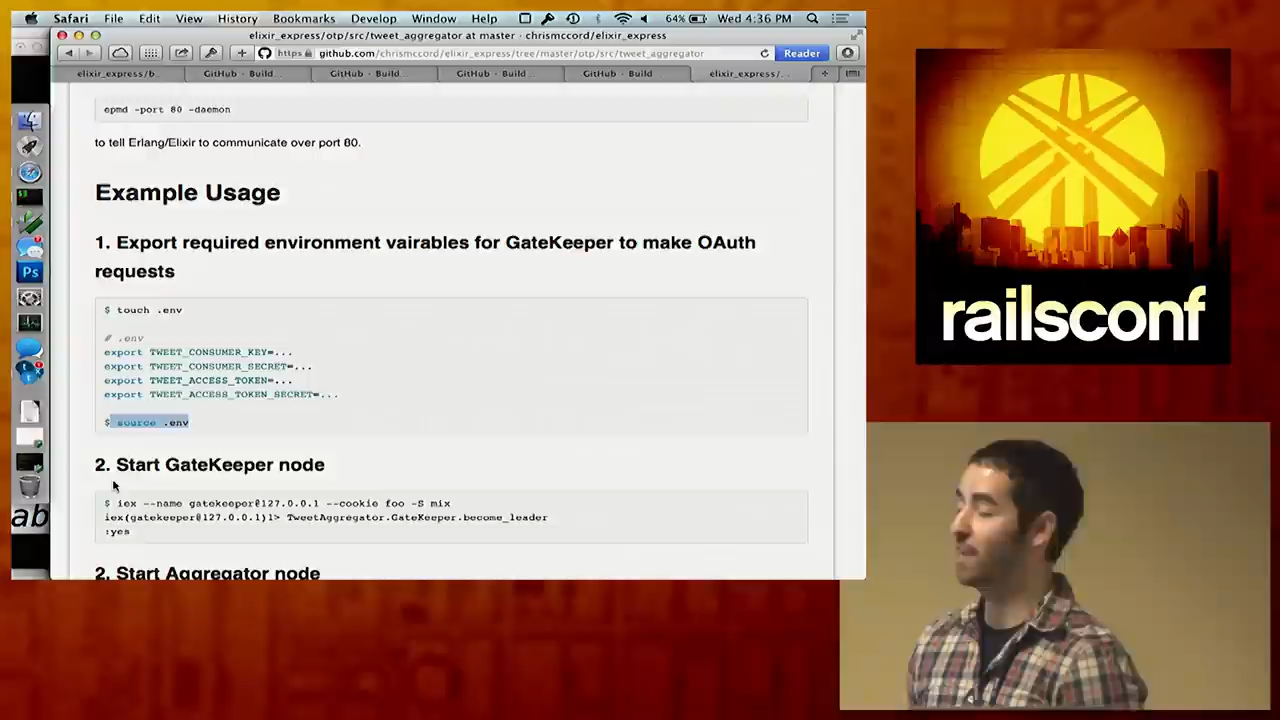 Safari File Edit View History Bookmarks Develop Window Help 64% Wed 4:36 PM
elixir_express/otp/src/tweet_aggregator at master · chrismccord/elixir_express
https github.com/chrismccord/elixir_express/tree/master/otp/src/tweet_aggregator Reader
elixir_express/b... GitHub - Build... GitHub - Build... GitHub - Build... GitHub - Build... elixir_express/...
epmd -port 80 -daemon
to tell Erlang/Elixir to communicate over port 80.
Example Usage
1. Export required environment vairables for GateKeeper to make OAuth
requests
$ touch .env
# .env
export TWEET_CONSUMER_KEY=...
export TWEET_CONSUMER_SECRET=...
export TWEET_ACCESS_TOKEN=...
export TWEET_ACCESS_TOKEN_SECRET=...
$ source .env
2. Start GateKeeper node
$ iex --name gatekeeper@127.0.0.1 --cookie foo -S mix
iex(gatekeeper@127.0.0.1)1> TweetAggregator.GateKeeper.become_leader
:yes
2. Start Aggregator node
Ps
ab
railsconf